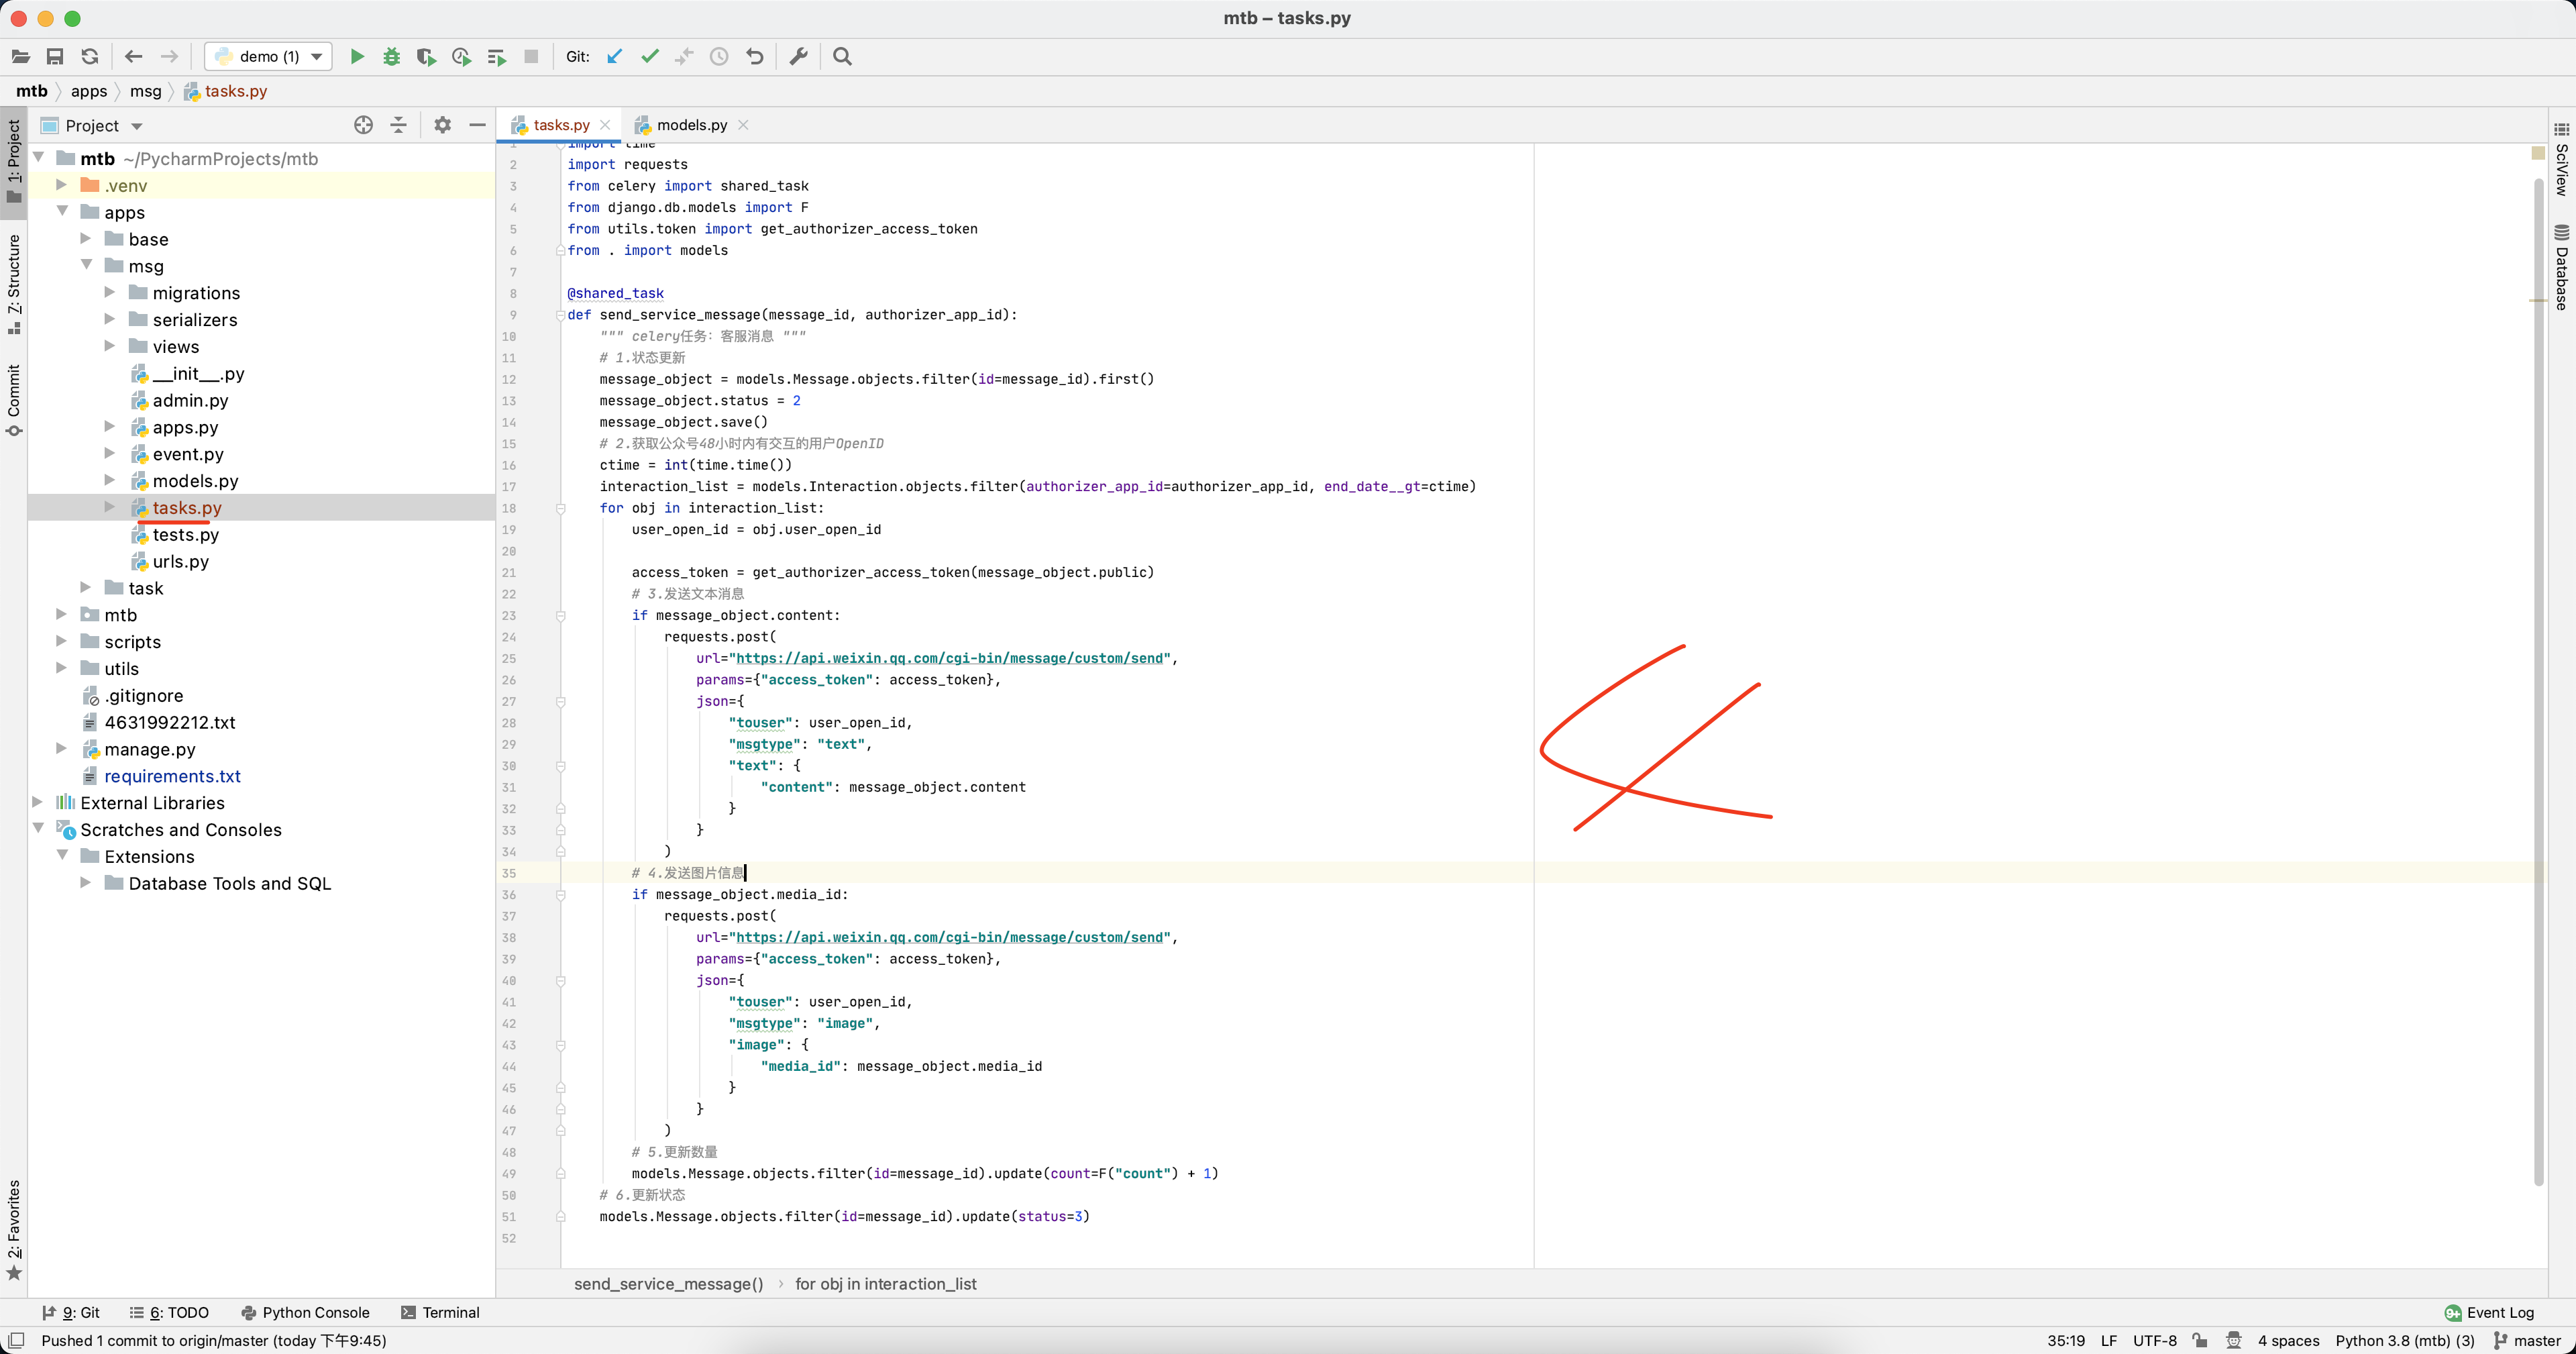 mtb – tasks.py
demo (1)
Git:
mtb
apps
msg
tasks.py
1: Project
Z: Structure
Commit
2: Favorites
Project
mtb ~/PycharmProjects/mtb
.venv
apps
base
msg
migrations
serializers
views
__init__.py
admin.py
apps.py
event.py
models.py
tasks.py
tests.py
urls.py
task
mtb
scripts
utils
.gitignore
4631992212.txt
manage.py
requirements.txt
External Libraries
Scratches and Consoles
Extensions
Database Tools and SQL
tasks.py
models.py
1 import time
2 import requests
3 from celery import shared_task
4 from django.db.models import F
5 from utils.token import get_authorizer_access_token
6 from . import models
7
8 @shared_task
9 def send_service_message(message_id, authorizer_app_id):
10     """ celery任务：客服消息 """
11     # 1.状态更新
12     message_object = models.Message.objects.filter(id=message_id).first()
13     message_object.status = 2
14     message_object.save()
15     # 2.获取公众号48小时内有交互的用户OpenID
16     ctime = int(time.time())
17     interaction_list = models.Interaction.objects.filter(authorizer_app_id=authorizer_app_id, end_date__gt=ctime)
18     for obj in interaction_list:
19         user_open_id = obj.user_open_id
20
21         access_token = get_authorizer_access_token(message_object.public)
22         # 3.发送文本消息
23         if message_object.content:
24             requests.post(
25                 url="https://api.weixin.qq.com/cgi-bin/message/custom/send",
26                 params={"access_token": access_token},
27                 json={
28                     "touser": user_open_id,
29                     "msgtype": "text",
30                     "text": {
31                         "content": message_object.content
32                     }
33                 }
34             )
35         # 4.发送图片信息
36         if message_object.media_id:
37             requests.post(
38                 url="https://api.weixin.qq.com/cgi-bin/message/custom/send",
39                 params={"access_token": access_token},
40                 json={
41                     "touser": user_open_id,
42                     "msgtype": "image",
43                     "image": {
44                         "media_id": message_object.media_id
45                     }
46                 }
47             )
48         # 5.更新数量
49         models.Message.objects.filter(id=message_id).update(count=F("count") + 1)
50     # 6.更新状态
51     models.Message.objects.filter(id=message_id).update(status=3)
52
send_service_message()
for obj in interaction_list
SciView
Database
9: Git
6: TODO
Python Console
Terminal
9+ Event Log
Pushed 1 commit to origin/master (today 下午9:45)
35:19
LF
UTF-8
4 spaces
Python 3.8 (mtb) (3)
master